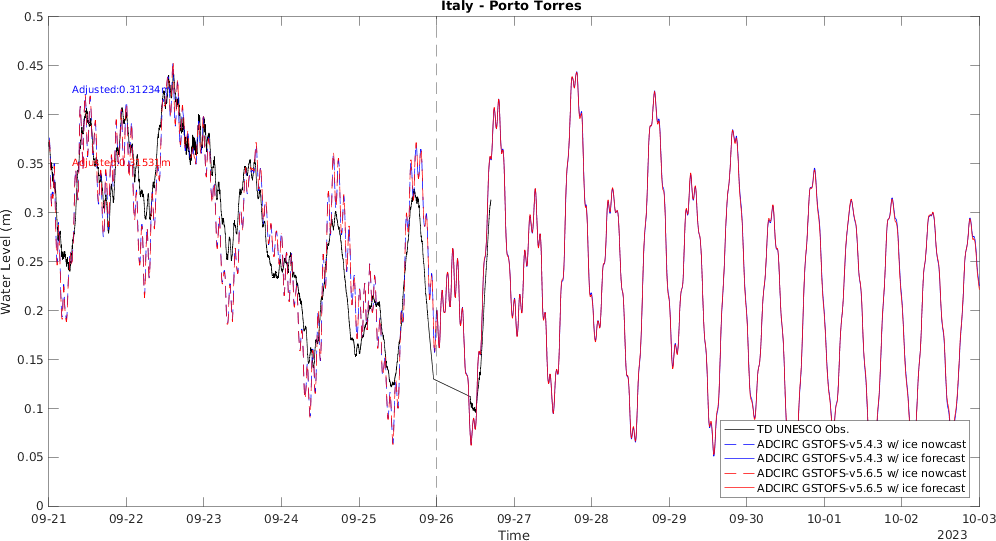 Italy - Porto Torres
0.5
0.45
0.4
0.35
0.3
0.25
0.2
0.15
0.1
0.05
0
Water Level (m)
Adjusted:0.31234m
Adjusted:0.31531m
TD UNESCO Obs.
ADCIRC GSTOFS-v5.4.3 w/ ice nowcast
ADCIRC GSTOFS-v5.4.3 w/ ice forecast
ADCIRC GSTOFS-v5.6.5 w/ ice nowcast
ADCIRC GSTOFS-v5.6.5 w/ ice forecast
09-21 09-22 09-23 09-24 09-25 09-26 09-27 09-28 09-29 09-30 10-01 10-02 10-03
Time
2023